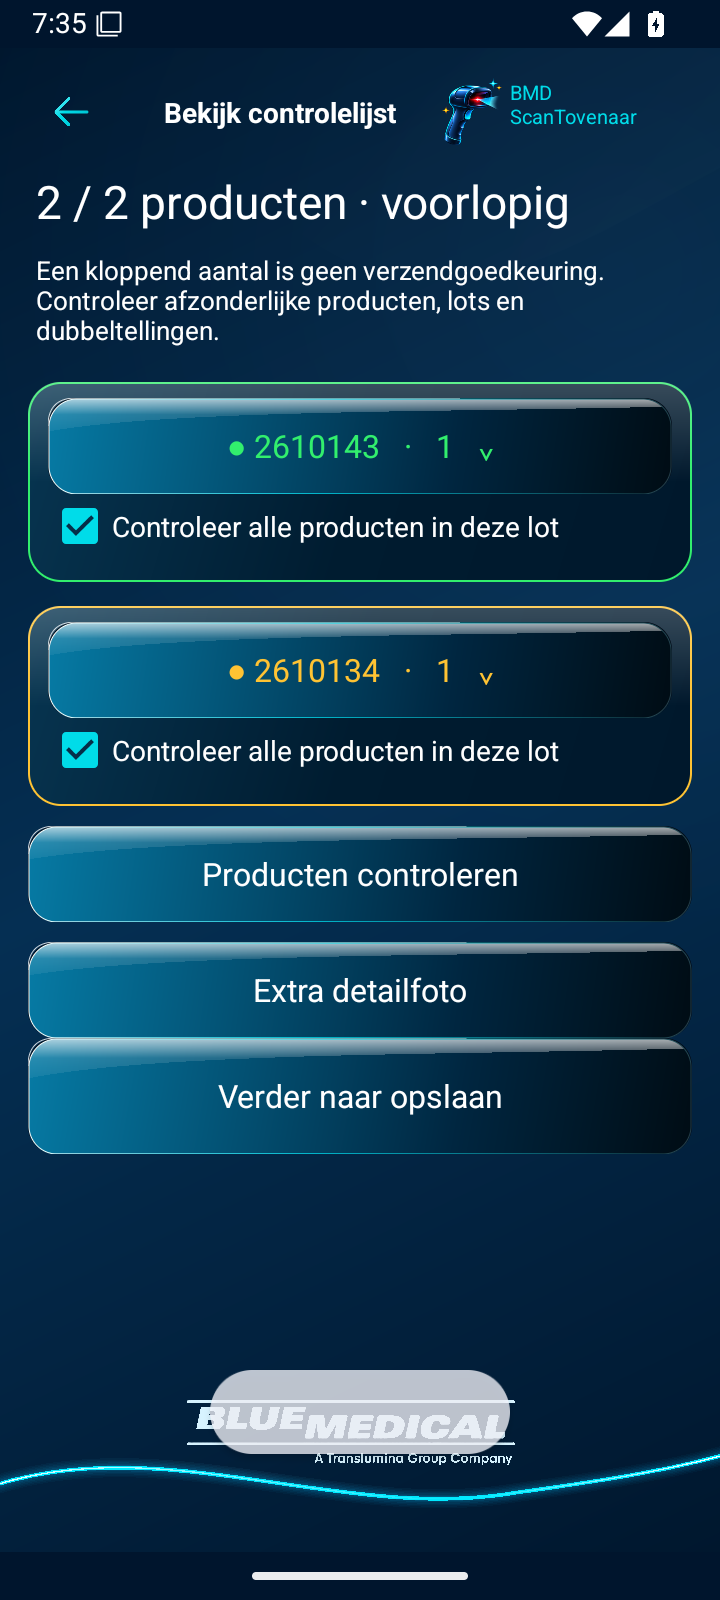 7:35
Bekijk controlelijst
BMD
ScanTovenaar
2 / 2 producten · voorlopig
Een kloppend aantal is geen verzendgoedkeuring.
Controleer afzonderlijke producten, lots en
dubbeltellingen.
2610143 · 1
Controleer alle producten in deze lot
2610134 · 1
Controleer alle producten in deze lot
Producten controleren
Extra detailfoto
Verder naar opslaan
BLUEMEDICAL
A Translumina Group Company